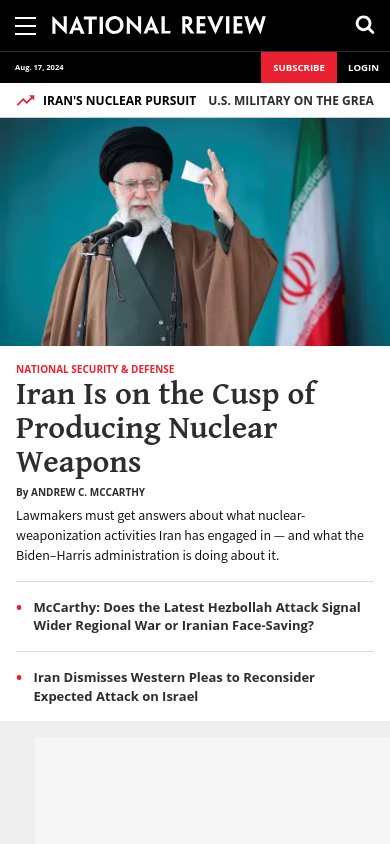 NATIONAL REVIEW
Aug. 17, 2024
SUBSCRIBE
LOGIN
IRAN'S NUCLEAR PURSUIT U.S. MILITARY ON THE GREA
NATIONAL SECURITY & DEFENSE
Iran Is on the Cusp of
Producing Nuclear
Weapons
By ANDREW C. MCCARTHY
Lawmakers must get answers about what nuclear-
weaponization activities Iran has engaged in — and what the
Biden–Harris administration is doing about it.
McCarthy: Does the Latest Hezbollah Attack Signal
Wider Regional War or Iranian Face-Saving?
Iran Dismisses Western Pleas to Reconsider
Expected Attack on Israel